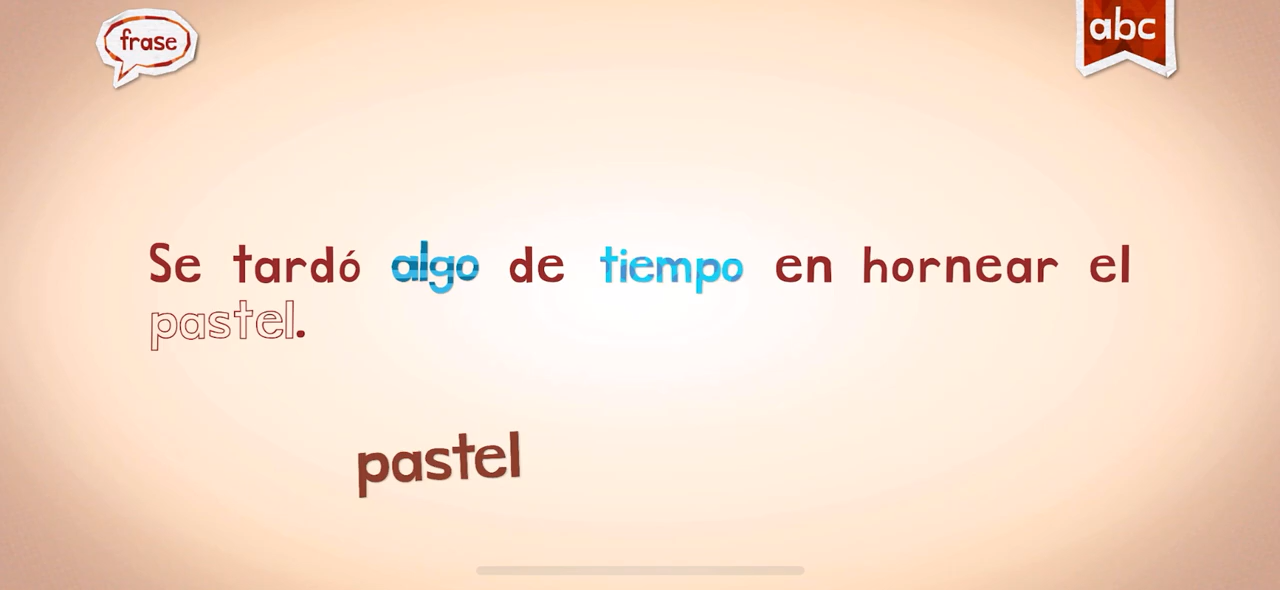 frase
abc
Se tardó algo de tiempo en hornear el
pastel.
pastel